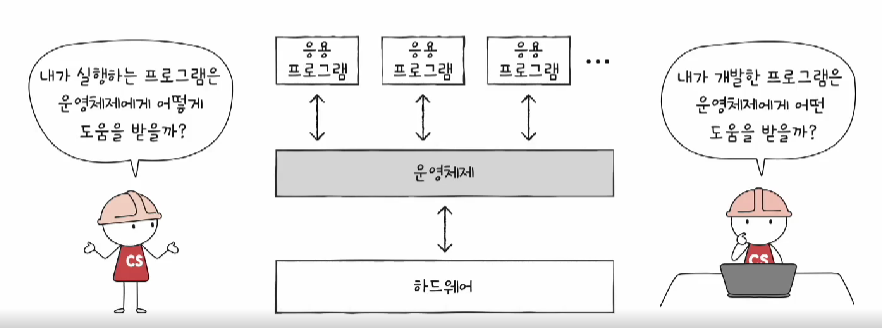 내가 실행하는 프로그램은
운영체제에게 어떻게
도움을 받을까?
응용
프로그램
응용
프로그램
응용
프로그램
...
운영체제
하드웨어
내가 개발한 프로그램은
운영체제에게 어떤
도움을 받을까?
CS
CS